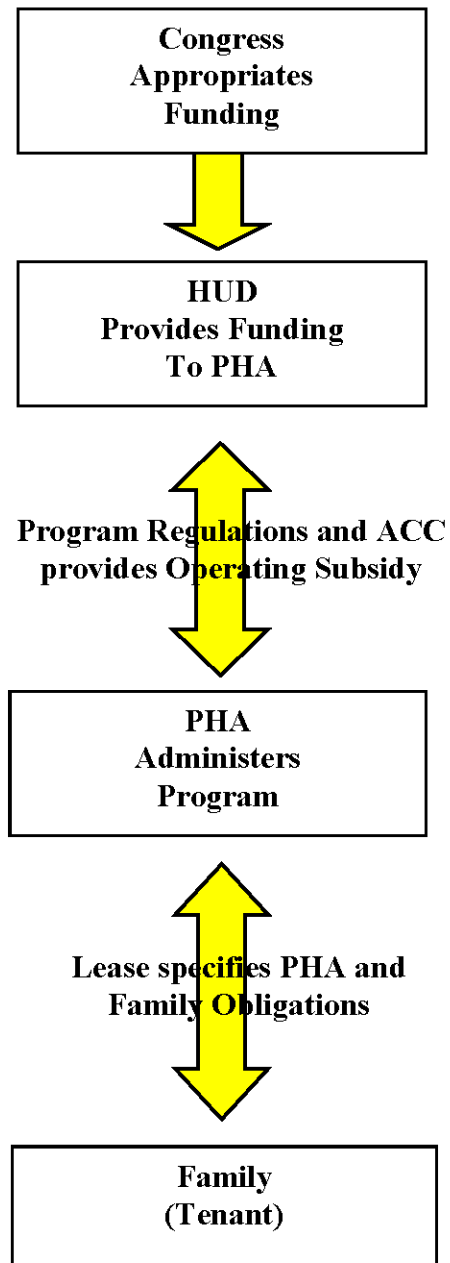 Congress
Appropriates
Funding
HUD
Provides Funding
To PHA
Program Regulations and ACC
provides Operating Subsidy
PHA
Administers
Program
Lease specifies PHA and
Family Obligations
Family
(Tenant)